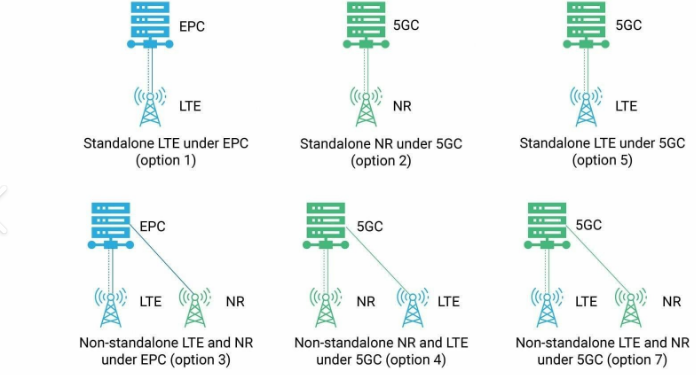 EPC
5GC
5GC
LTE
NR
LTE
Standalone LTE under EPC
(option 1)
Standalone NR under 5GC
(option 2)
Standalone LTE under 5GC
(option 5)
EPC
5GC
5GC
LTE
NR
NR
LTE
LTE
NR
Non-standalone LTE and NR
under EPC (option 3)
Non-standalone NR and LTE
under 5GC (option 4)
Non-standalone LTE and NR
under 5GC (option 7)